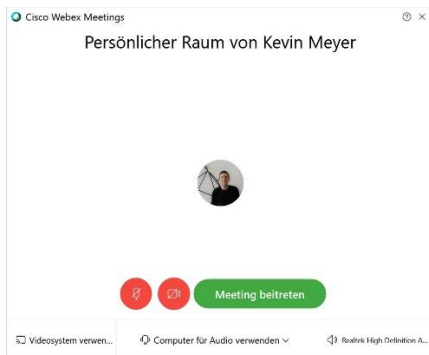 Cisco Webex Meetings
Persönlicher Raum von Kevin Meyer
Meeting beitreten
Videosystem verwen...
Computer für Audio verwenden
Realtek High Definition A...